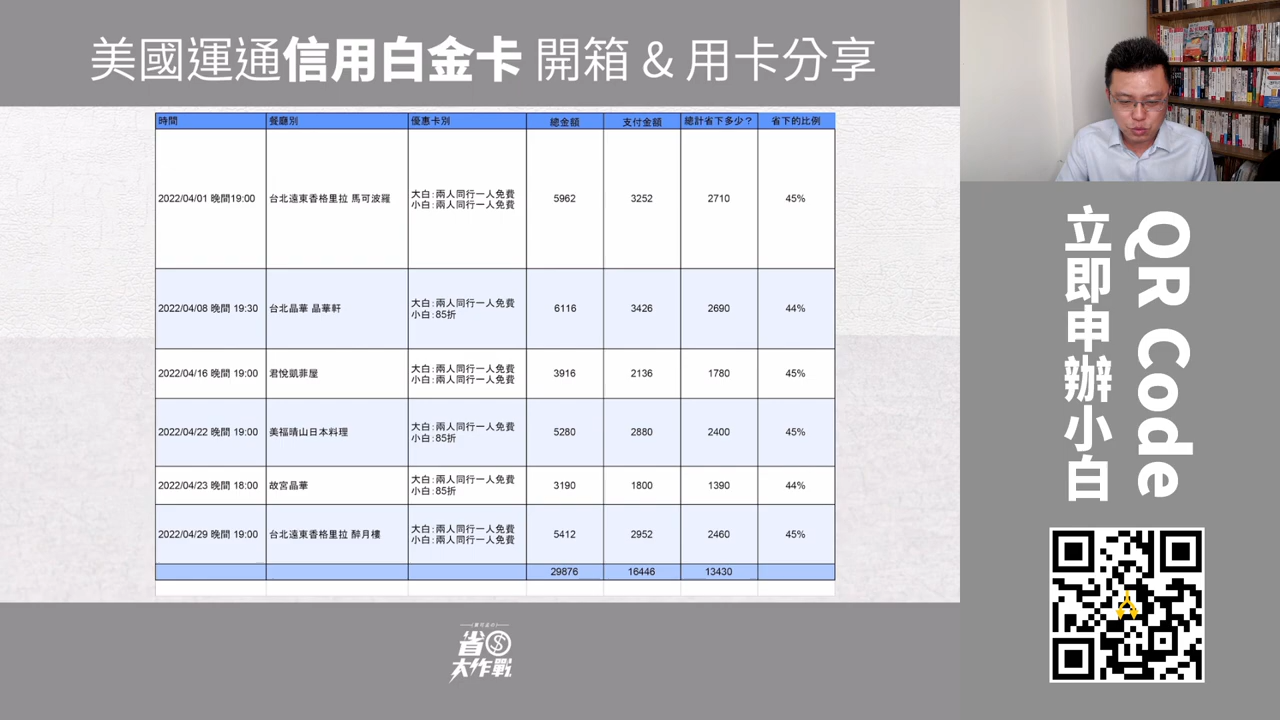 美國運通信用白金卡 開箱 & 用卡分享
時間 餐廳別 優惠卡別 總金額 支付金額 總計省下多少？ 省下的比例
2022/04/01 晚間19:00 台北遠東香格里拉 馬可波羅 大白：兩人同行一人免費 5962 3252 2710 45%
小白：兩人同行一人免費
2022/04/08 晚間 19:30 台北晶華 晶華軒 大白：兩人同行一人免費 6116 3426 2690 44%
小白：85折
2022/04/16 晚間 19:00 君悅凱菲屋 大白：兩人同行一人免費 3916 2136 1780 45%
小白：兩人同行一人免費
2022/04/22 晚間 19:00 美福晴山日本料理 大白：兩人同行一人免費 5280 2880 2400 45%
小白：85折
2022/04/23 晚間 18:00 故宮晶華 大白：兩人同行一人免費 3190 1800 1390 44%
小白：85折
2022/04/29 晚間 19:00 台北遠東香格里拉 醉月樓 大白：兩人同行一人免費 5412 2952 2460 45%
小白：兩人同行一人免費
29876 16446 13430
QR Code
立即申辦小白
省
大作戰